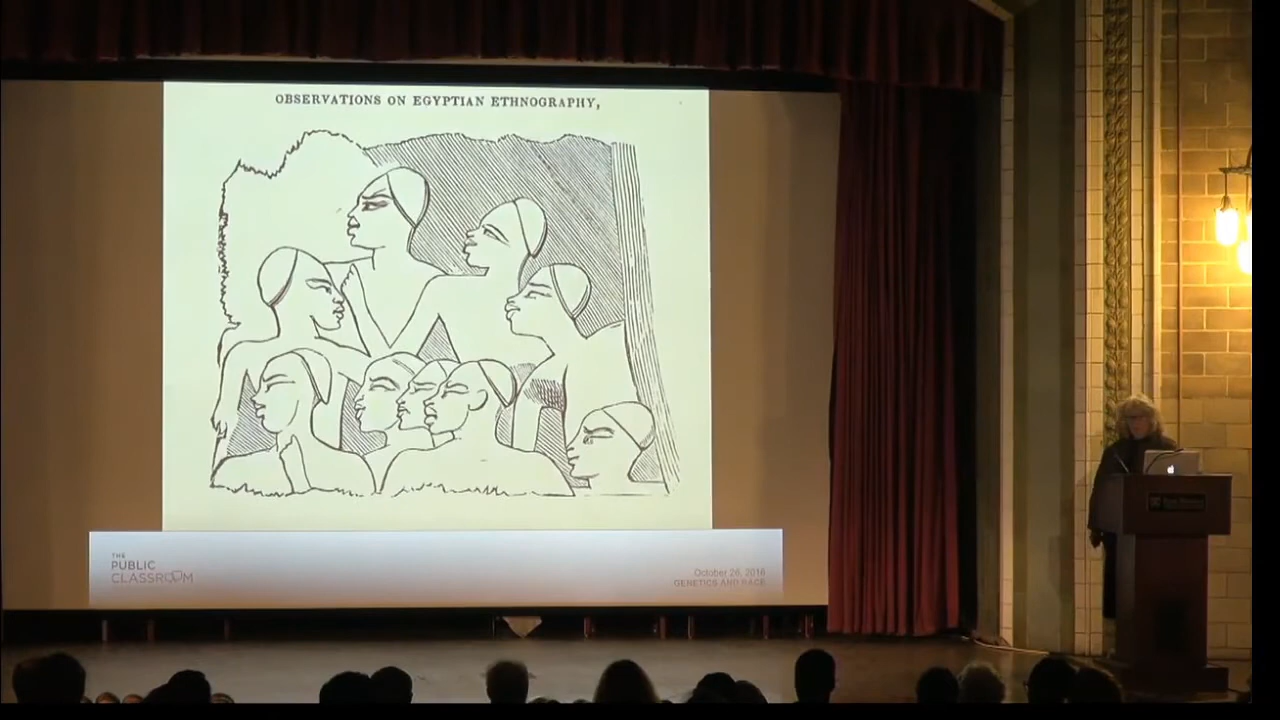 OBSERVATIONS ON EGYPTIAN ETHNOGRAPHY,
THE
PUBLIC
CLASSROOM
October 26, 2016
GENETICS AND RACE